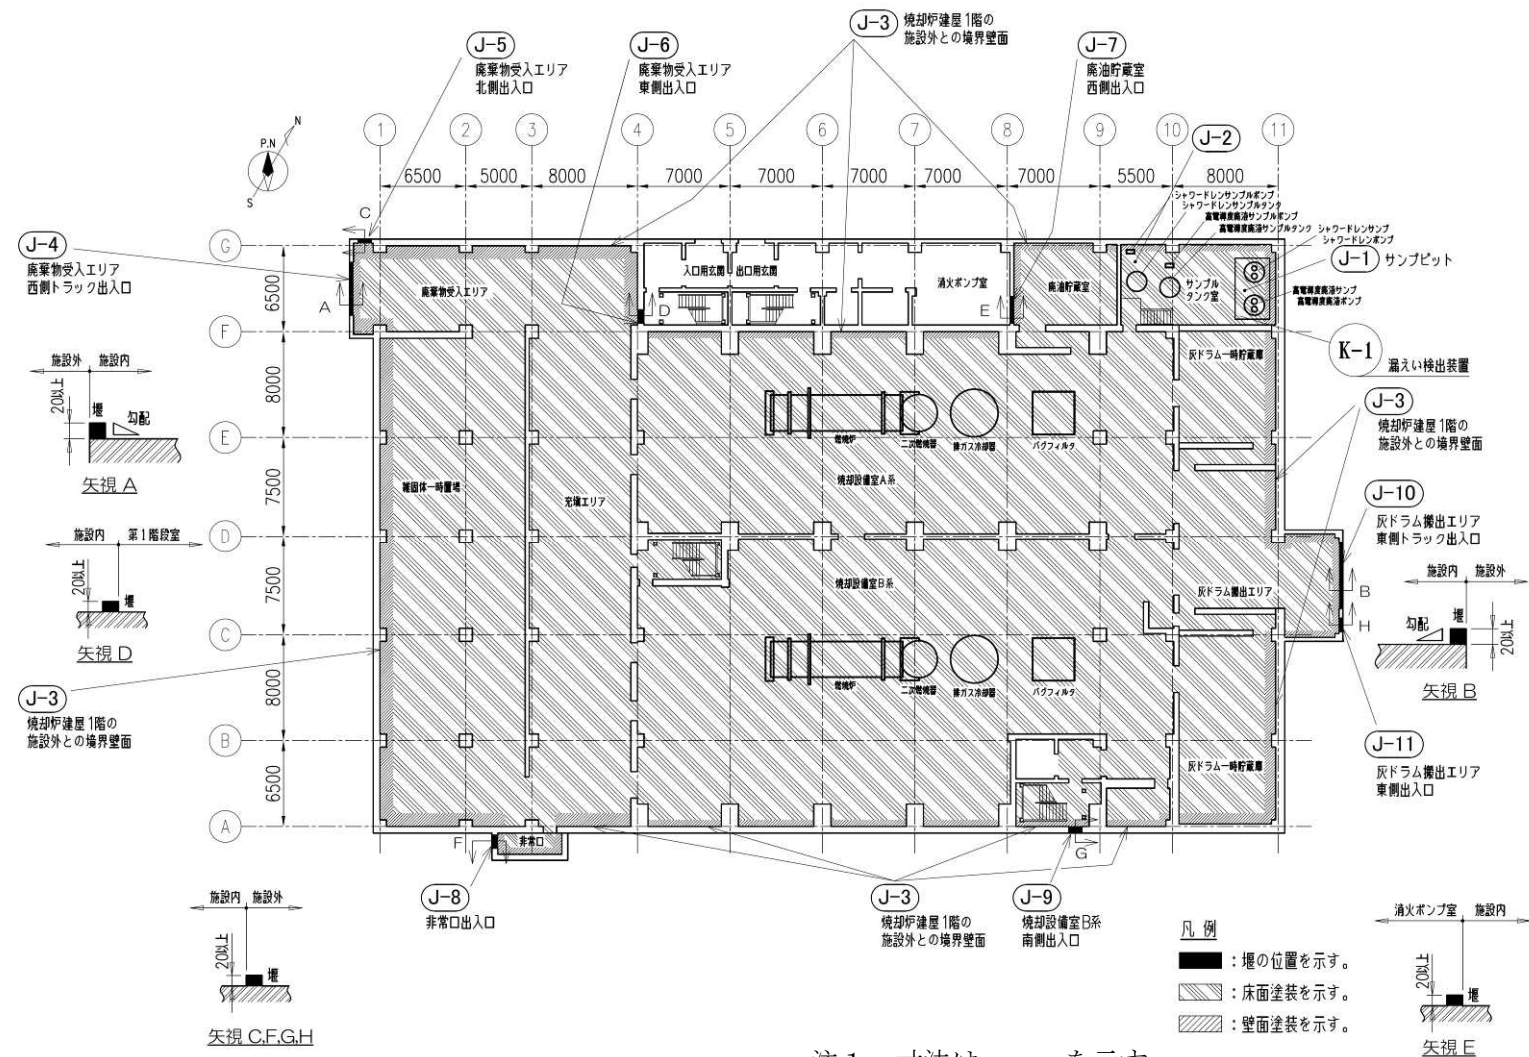 J-3 焼却炉建屋1階の
施設外との境界壁面
J-5
廃棄物受入エリア
北側出入口
J-6
廃棄物受入エリア
東側出入口
J-7
廃油貯蔵室
西側出入口
P.N
N
S
1 2 3 4 5 6 7 8 9 10 11
J-2
6500 5000 8000 7000 7000 7000 7000 7000 5500 8000
シャワードレンサンプルポンプ
シャワードレンサンプルタンク
高電導度廃液サンプルポンプ
高電導度廃液サンプルタンク
シャワードレンサンプ
シャワードレンポンプ
J-1 サンプピット
高電導度廃液サンプ
高電導度廃液ポンプ
C
J-4
廃棄物受入エリア
西側トラック出入口
G
6500
A
廃棄物受入エリア
入口用玄関 出口用玄関
消火ポンプ室
廃油貯蔵室
サンプル
タンク室
D
E
F
K-1
漏えい検出装置
施設外 施設内
20以上
堰
勾配
矢視 A
8000
灰ドラム一時貯蔵庫
燃焼炉 二次燃焼器 排ガス冷却器 バグフィルタ
E
J-3
焼却炉建屋1階の
施設外との境界壁面
7500
雑固体一時置場
充填エリア
焼却設備室A系
J-10
灰ドラム搬出エリア
東側トラック出入口
施設内 第1階段室
20以上
堰
矢視 D
D
7500
焼却設備室B系
灰ドラム搬出エリア
B
H
施設内 施設外
勾配
堰
20以上
矢視 B
C
J-3
焼却炉建屋1階の
施設外との境界壁面
8000
燃焼炉 二次燃焼器 排ガス冷却器 バグフィルタ
B
J-11
灰ドラム搬出エリア
東側出入口
6500
灰ドラム一時貯蔵庫
A
F
非常口
G
J-8
非常口出入口
J-3
焼却炉建屋1階の
施設外との境界壁面
J-9
焼却設備室B系
南側出入口
施設内 施設外
20以上
堰
矢視 C,F,G,H
凡例
：堰の位置を示す。
：床面塗装を示す。
：壁面塗装を示す。
消火ポンプ室 施設内
20以上
堰
矢視 E